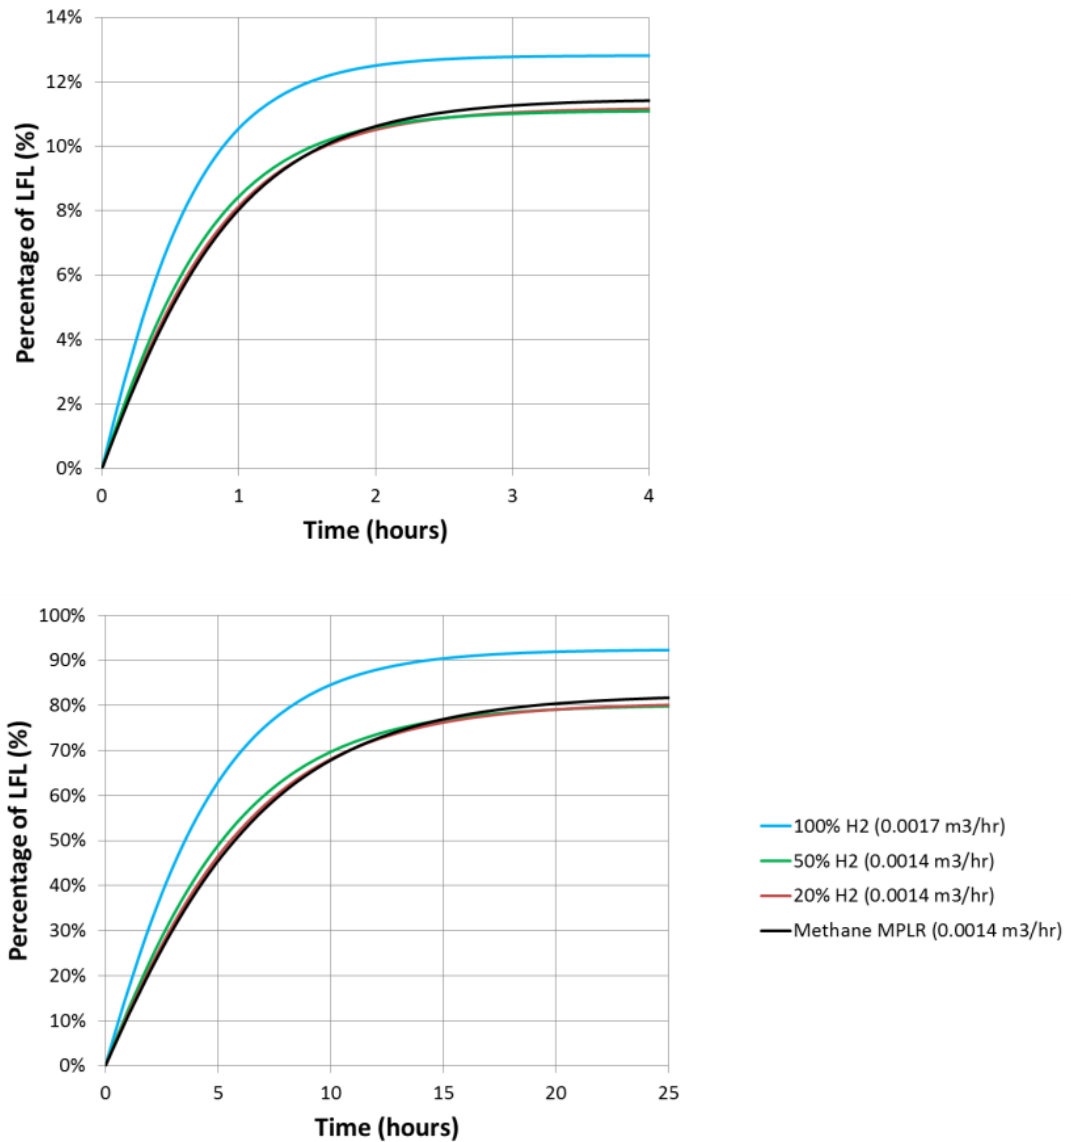 14%
12%
10%
8%
6%
4%
2%
0%
Percentage of LFL (%)
0 1 2 3 4
Time (hours)
100%
90%
80%
70%
60%
50%
40%
30%
20%
10%
0%
Percentage of LFL (%)
0 5 10 15 20 25
Time (hours)
100% H2 (0.0017 m3/hr)
50% H2 (0.0014 m3/hr)
20% H2 (0.0014 m3/hr)
Methane MPLR (0.0014 m3/hr)